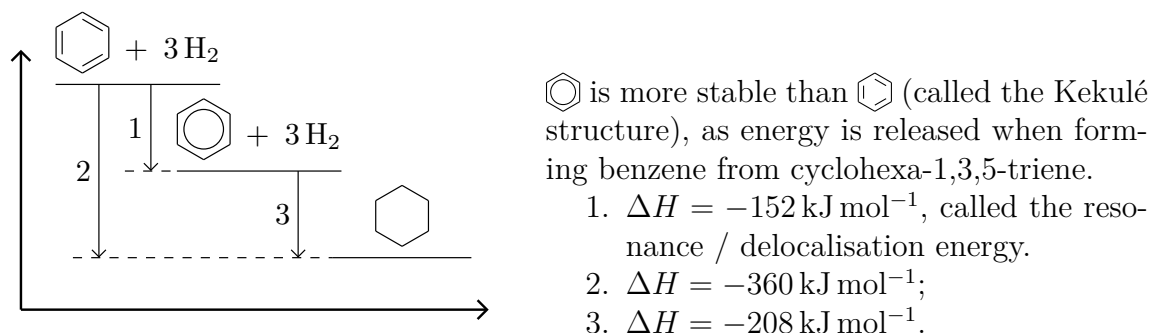 + 3 H₂
1
+ 3 H₂
2
3
is more stable than (called the Kekulé
structure), as energy is released when form-
ing benzene from cyclohexa-1,3,5-triene.
1. ΔH = −152 kJ mol⁻¹, called the reso-
nance / delocalisation energy.
2. ΔH = −360 kJ mol⁻¹;
3. ΔH = −208 kJ mol⁻¹.